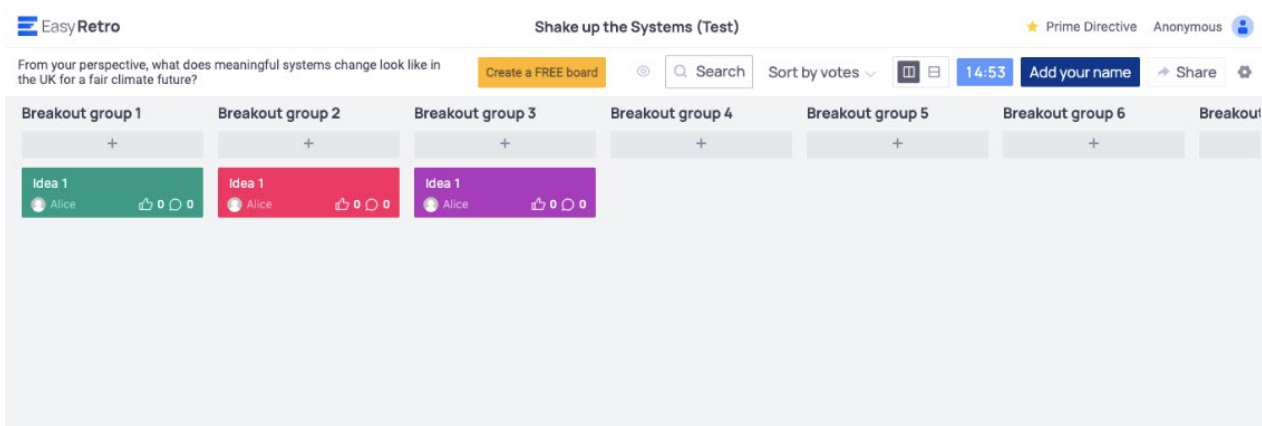 EasyRetro
Shake up the Systems (Test)
Prime Directive
Anonymous
From your perspective, what does meaningful systems change look like in
the UK for a fair climate future?
Create a FREE board
Search
Sort by votes
14:53
Add your name
Share
Breakout group 1
Breakout group 2
Breakout group 3
Breakout group 4
Breakout group 5
Breakout group 6
Breakout
+
+
+
+
+
+
Idea 1
Alice
0
0
Idea 1
Alice
0
0
Idea 1
Alice
0
0